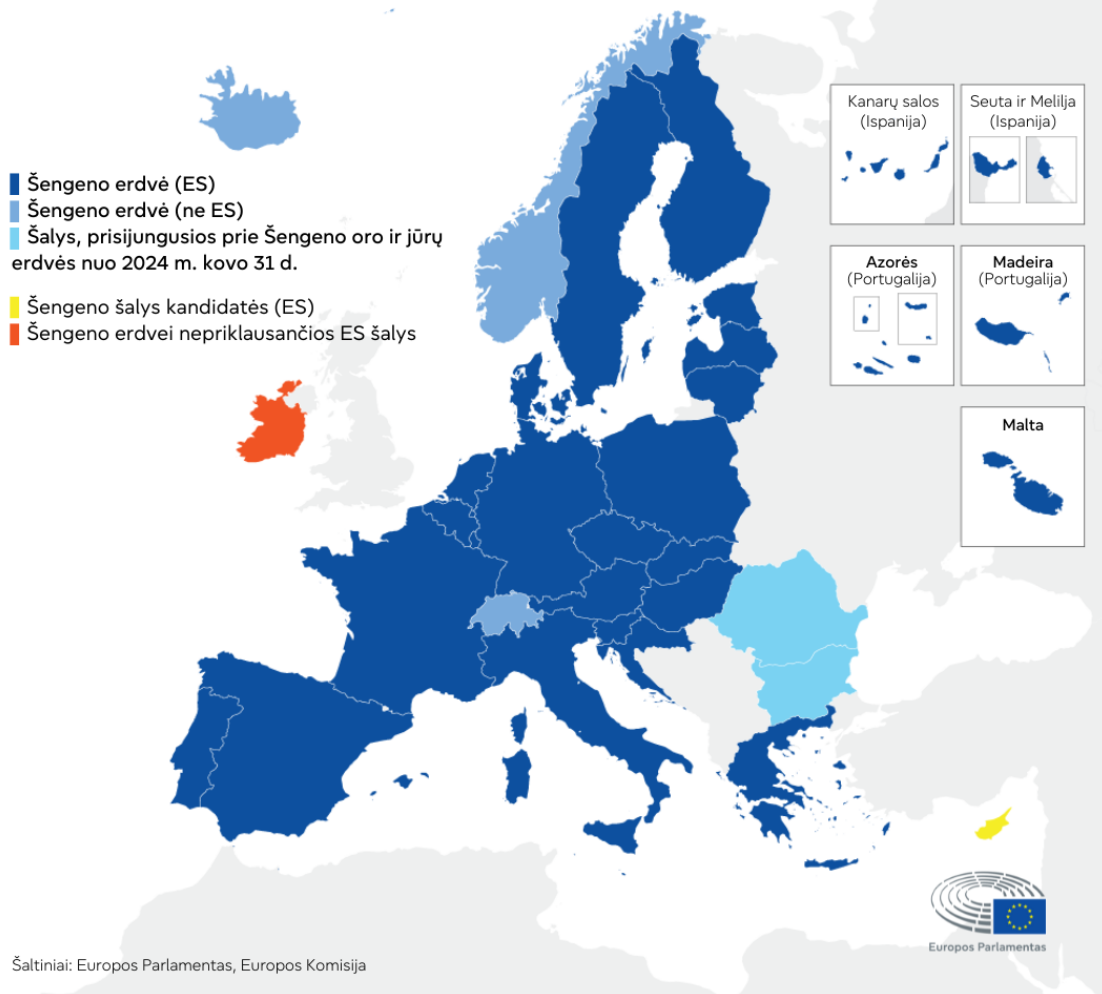 Šengeno erdvė (ES)
Šengeno erdvė (ne ES)
Šalys, prisijungusios prie Šengeno oro ir jūrų
erdvės nuo 2024 m. kovo 31 d.
Šengeno šalys kandidatės (ES)
Šengeno erdvei nepriklausančios ES šalys
Kanarų salos
(Ispanija)
Seuta ir Melilja
(Ispanija)
Azorės
(Portugalija)
Madeira
(Portugalija)
Malta
Europos Parlamentas
Šaltiniai: Europos Parlamentas, Europos Komisija